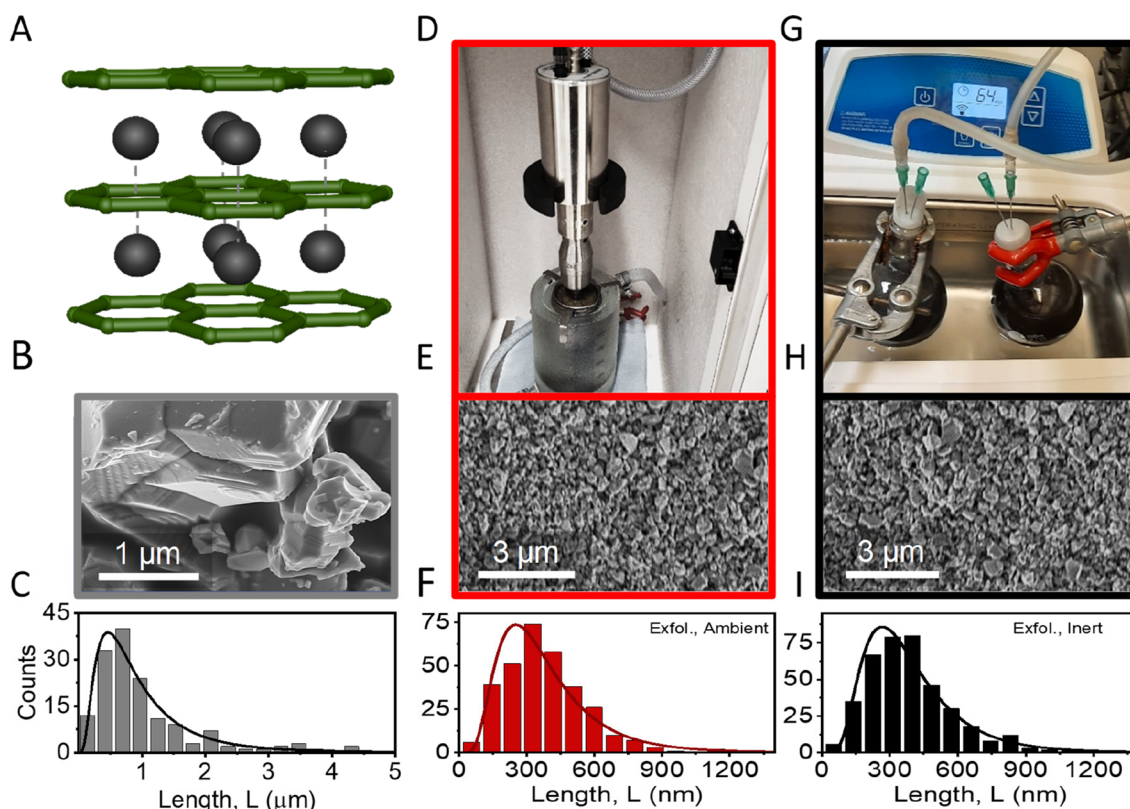 A
D
G
64
B
E
H
1 μm
3 μm
3 μm
C
F
I
45
30
15
0
Counts
1
2
3
4
5
Length, L (μm)
Exfol., Ambient
75
50
25
0
0
300
600
900
1200
Length, L (nm)
Exfol., Inert
75
50
25
0
0
300
600
900
1200
Length, L (nm)